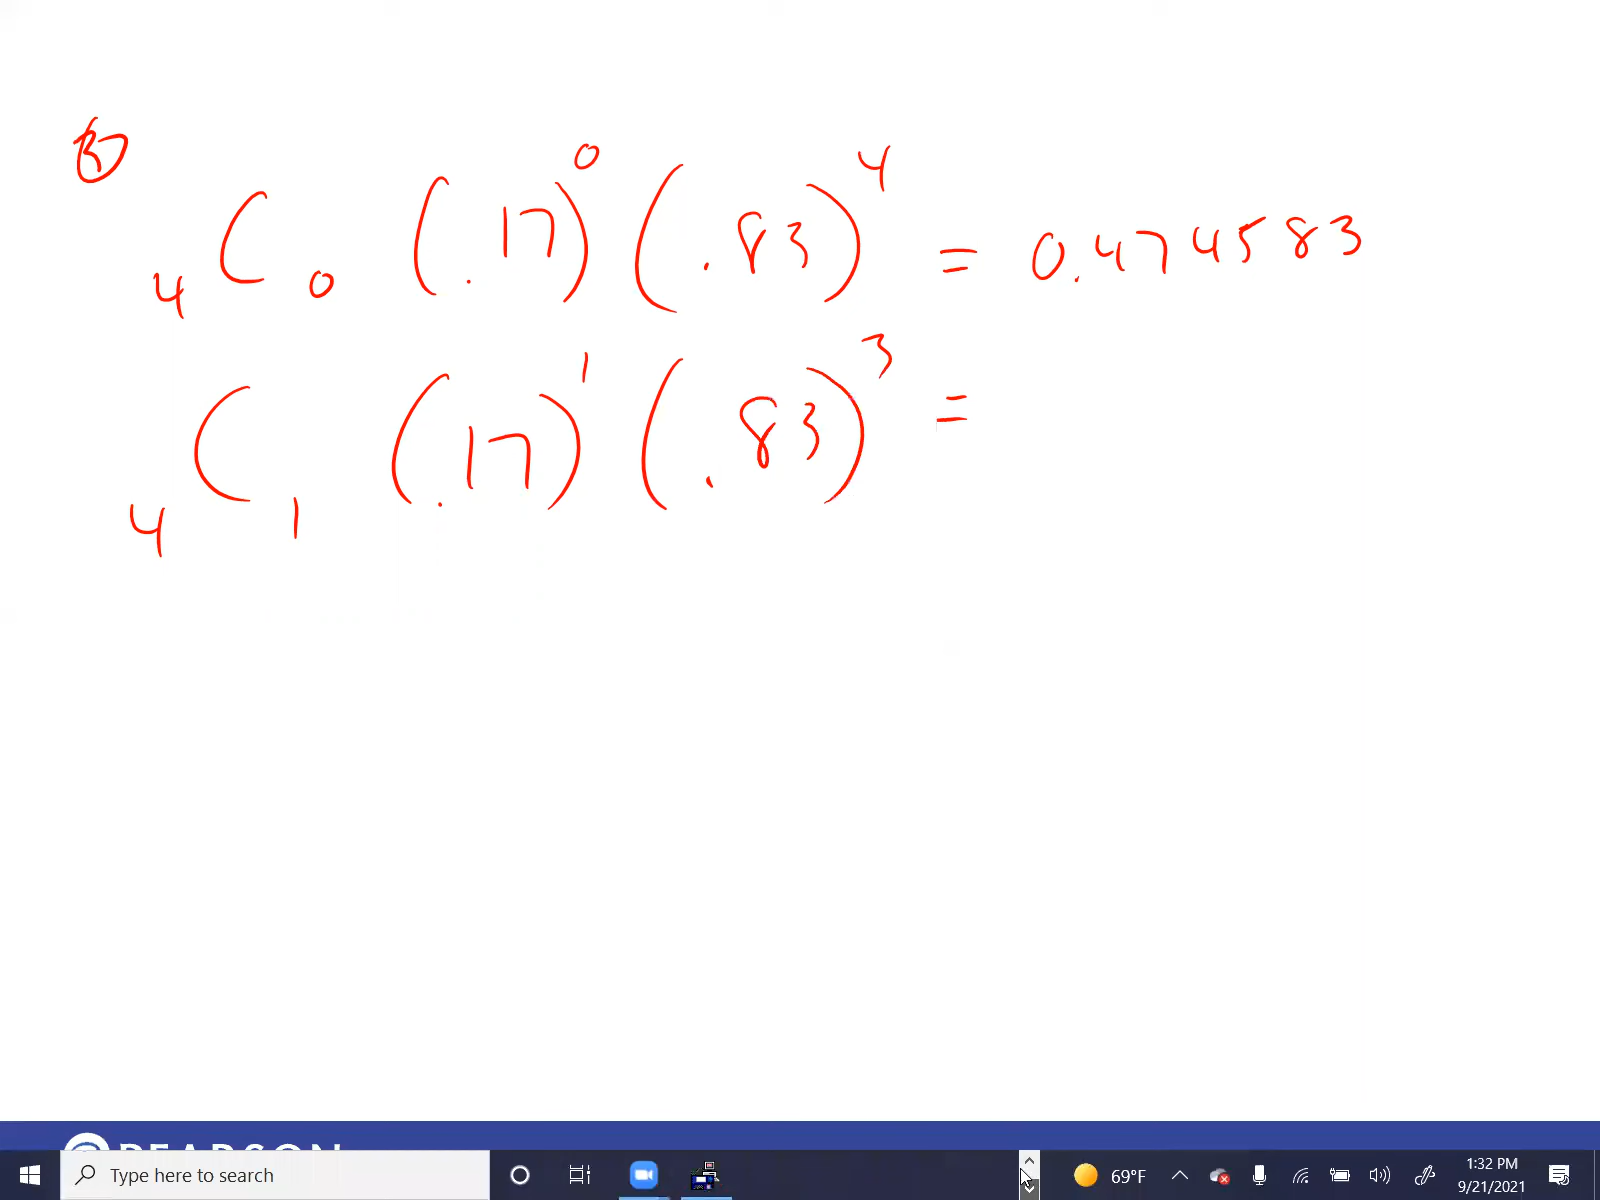 ₄C₀ (.17)⁰ (.83)⁴ = 0.474583
₄C₁ (.17)¹ (.83)³ =
PEARSON
Type here to search
69°F
1:32 PM
9/21/2021